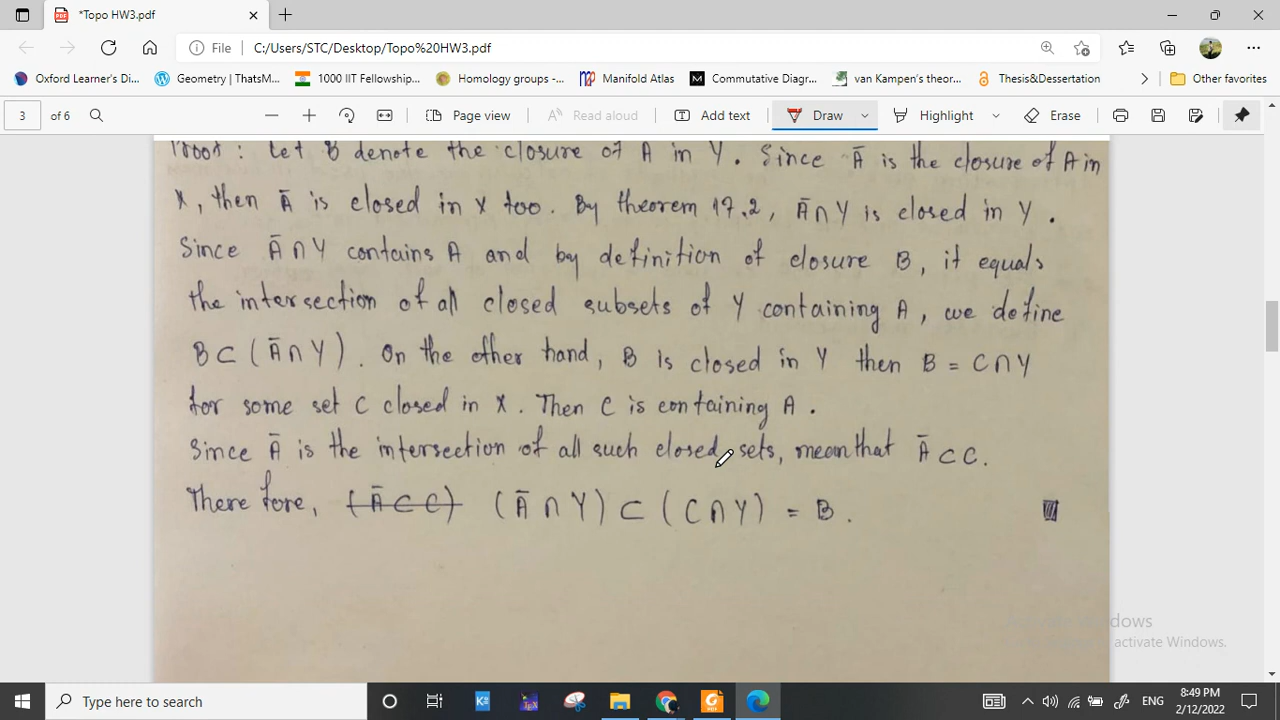 *Topo HW3.pdf
File
C:/Users/STC/Desktop/Topo%20HW3.pdf
Oxford Learner's Di...
Geometry | ThatsM...
1000 IIT Fellowship...
Homology groups -...
Manifold Atlas
Commutative Diagr...
van Kampen's theor...
Thesis&Dessertation
Other favorites
3 of 6
Page view
Read aloud
Add text
Draw
Highlight
Erase
Proof : Let B denote the closure of A in Y. Since Ā is the closure of A in
X, then Ā is closed in X too. By theorem 17.2, Ā∩Y is closed in Y.
Since Ā∩Y contains A and by definition of closure B, it equals
the intersection of all closed subsets of Y containing A, we define
B⊂(Ā∩Y). On the other hand, B is closed in Y then B = C∩Y
for some set C closed in X. Then C is containing A.
Since Ā is the intersection of all such closed sets, mean that Ā⊂C.
There fore, (Ā⊂C) (Ā∩Y)⊂(C∩Y) = B.
dows
activate Windows.
Type here to search
ENG
8:49 PM
2/12/2022